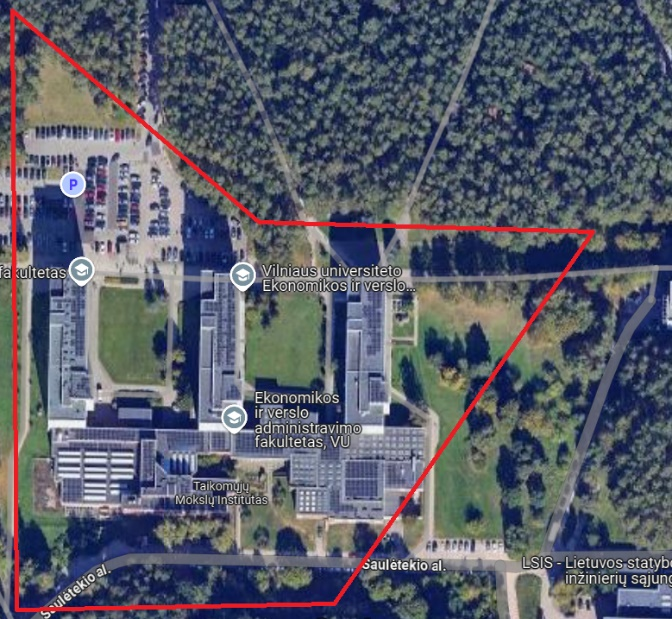 P
fakultetas
Vilniaus universiteto
Ekonomikos ir verslo...
Ekonomikos
ir verslo
administravimo
fakultetas, VU
Taikomųjų
Mokslų Institutas
Saulėtekio al.
Saulėtekio al.
LSIS - Lietuvos statybo
inžinierių sąjung